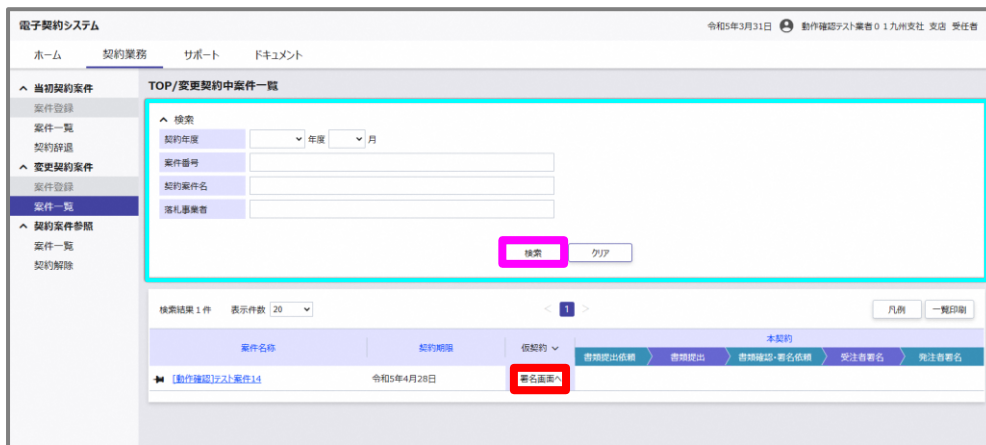 電子契約システム
令和5年3月31日 動作確認テスト業者01九州支社 支店 受任者
ホーム 契約業務 サポート ドキュメント
当初契約案件
案件登録
案件一覧
契約辞退
変更契約案件
案件登録
案件一覧
契約案件参照
案件一覧
契約解除
TOP/変更契約中案件一覧
検索
契約年度 年度 月
案件番号
契約案件名
落札事業者
検索 クリア
検索結果1件 表示件数 20 < 1 > 凡例 一覧印刷
案件名称 契約期限 仮契約 本契約
書類提出依頼 書類提出 書類確認・署名依頼 受注者署名 発注者署名
[動作確認]テスト案件14 令和5年4月28日 署名画面へ